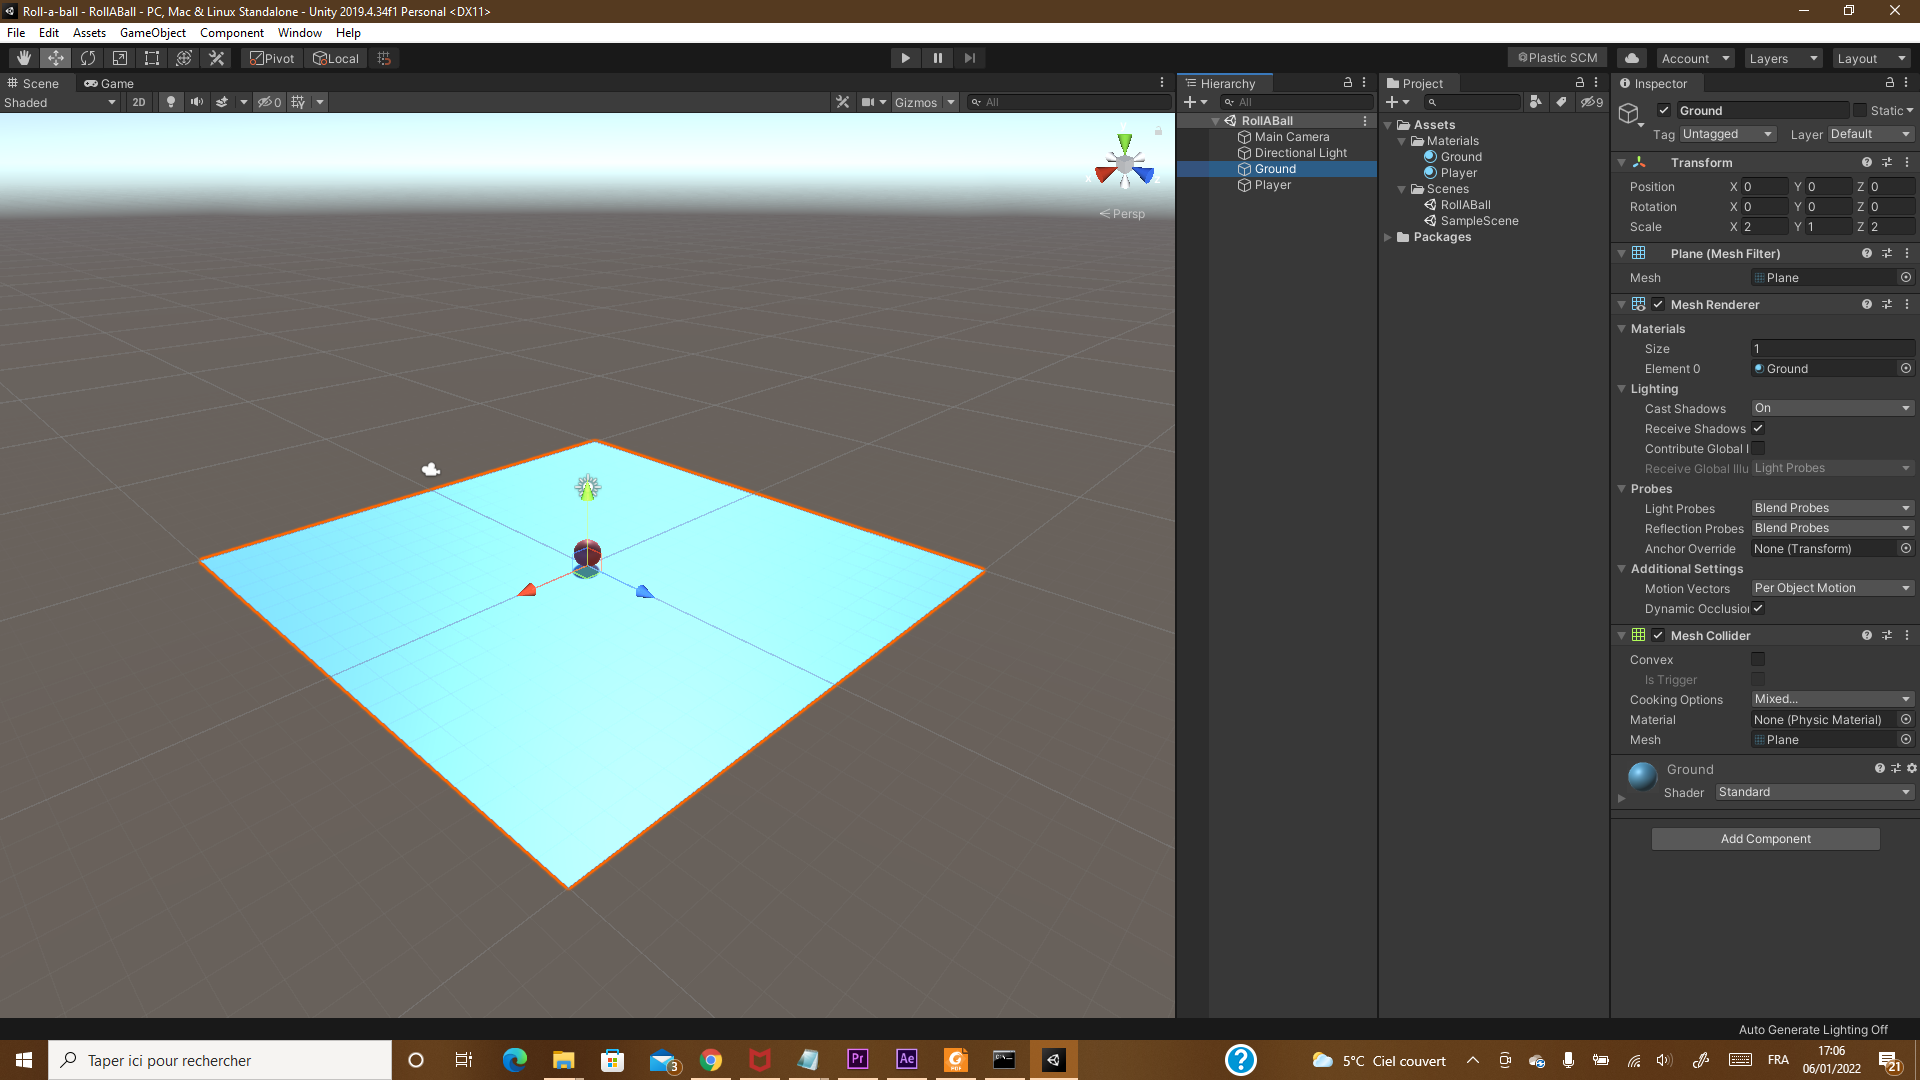 Roll-a-ball - RollABall - PC, Mac & Linux Standalone - Unity 2019.4.34f1 Personal <DX11>
File Edit Assets GameObject Component Window Help
Pivot Local Plastic SCM Account Layers Layout
Scene Game
Shaded 2D 0 Gizmos All
Persp
Hierarchy
All
RollABall
Main Camera
Directional Light
Ground
Player
Project
9
Assets
Materials
Ground
Player
Scenes
RollABall
SampleScene
Packages
Inspector
Ground Static
Tag Untagged Layer Default
Transform
Position X 0 Y 0 Z 0
Rotation X 0 Y 0 Z 0
Scale X 2 Y 1 Z 2
Plane (Mesh Filter)
Mesh Plane
Mesh Renderer
Materials
Size 1
Element 0 Ground
Lighting
Cast Shadows On
Receive Shadows
Contribute Global I
Receive Global Illu Light Probes
Probes
Light Probes Blend Probes
Reflection Probes Blend Probes
Anchor Override None (Transform)
Additional Settings
Motion Vectors Per Object Motion
Dynamic Occlusio
Mesh Collider
Convex
Is Trigger
Cooking Options Mixed...
Material None (Physic Material)
Mesh Plane
Ground
Shader Standard
Add Component
Auto Generate Lighting Off
Taper ici pour rechercher 3 Pr Ae PDF 5°C Ciel couvert FRA 17:06
06/01/2022 21